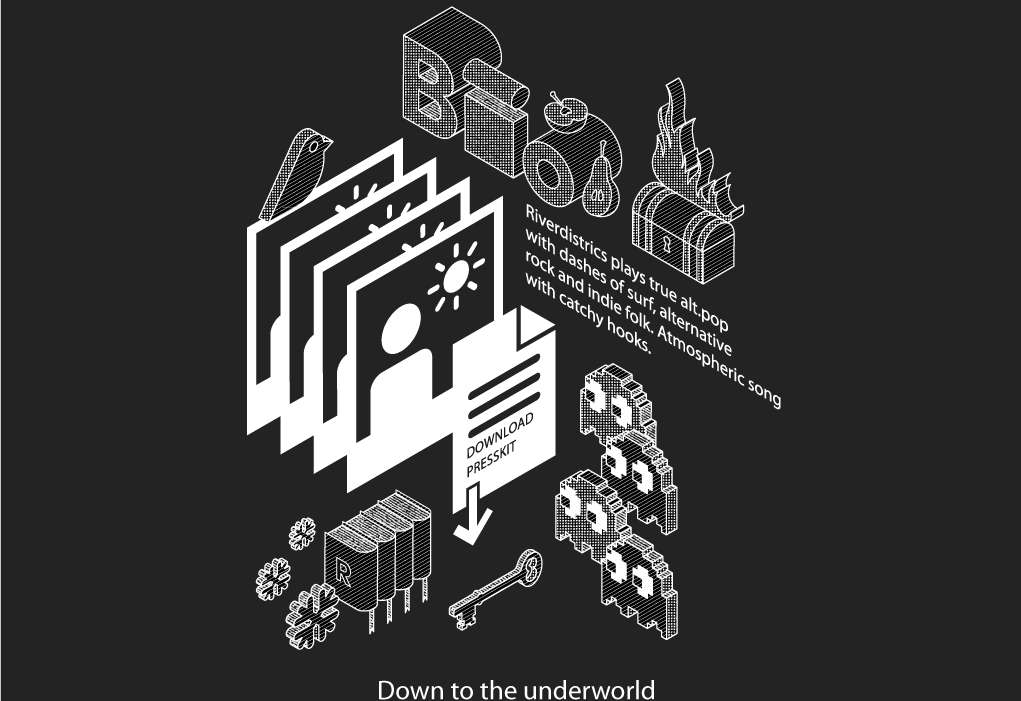 Bio
Riverdistrics plays true alt.pop
with dashes of surf, alternative
rock and indie folk. Atmospheric song
with catchy hooks.
DOWNLOAD
PRESSKIT
R
Down to the underworld